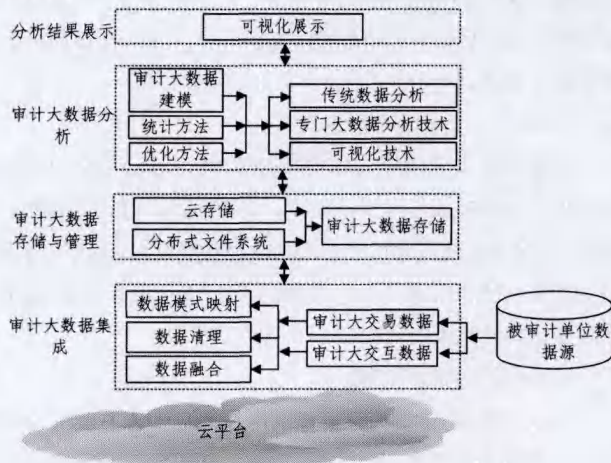 分析结果展示
可视化展示
审计大数据分
析
审计大数据
建模
统计方法
优化方法
传统数据分析
专门大数据分析技术
可视化技术
审计大数据
存储与管理
云存储
分布式文件系统
审计大数据存储
审计大数据集
成
数据模式映射
数据清理
数据融合
审计大交易数据
审计大交互数据
被审计单位数
据源
云平台